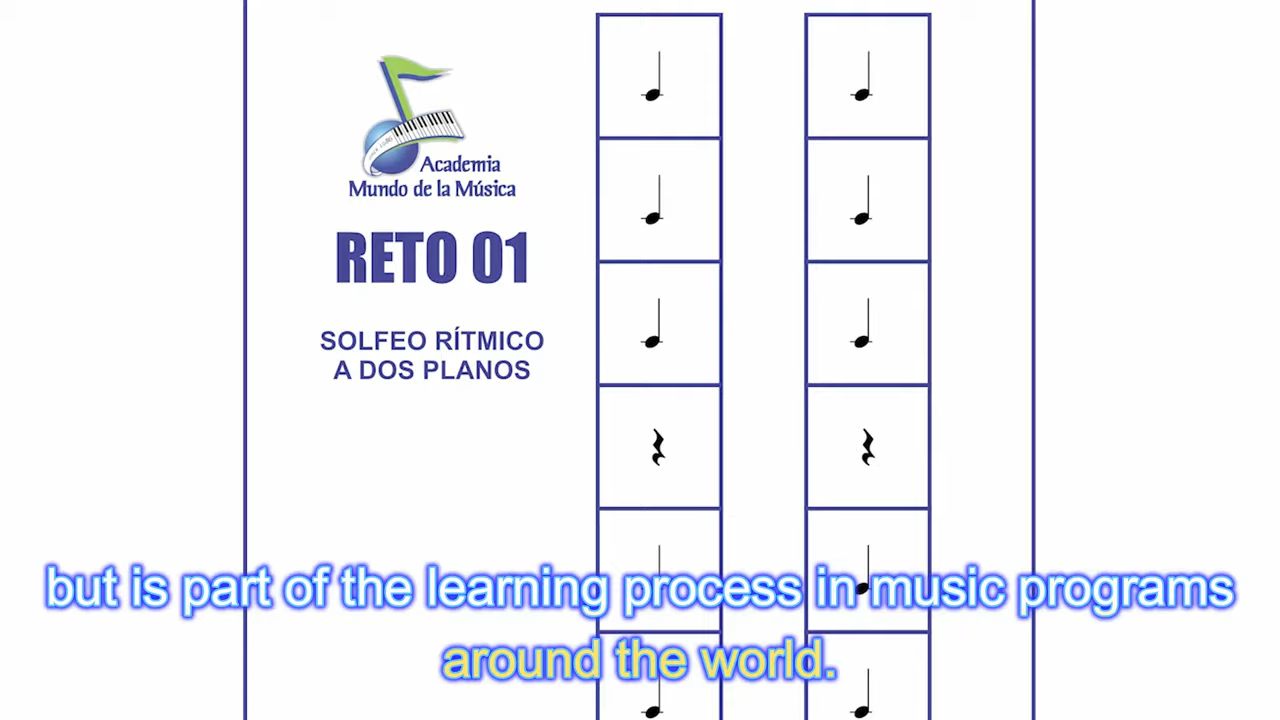 Academia
Mundo de la Música
RETO 01
SOLFEO RÍTMICO
A DOS PLANOS
but is part of the learning process in music programs
around the world.